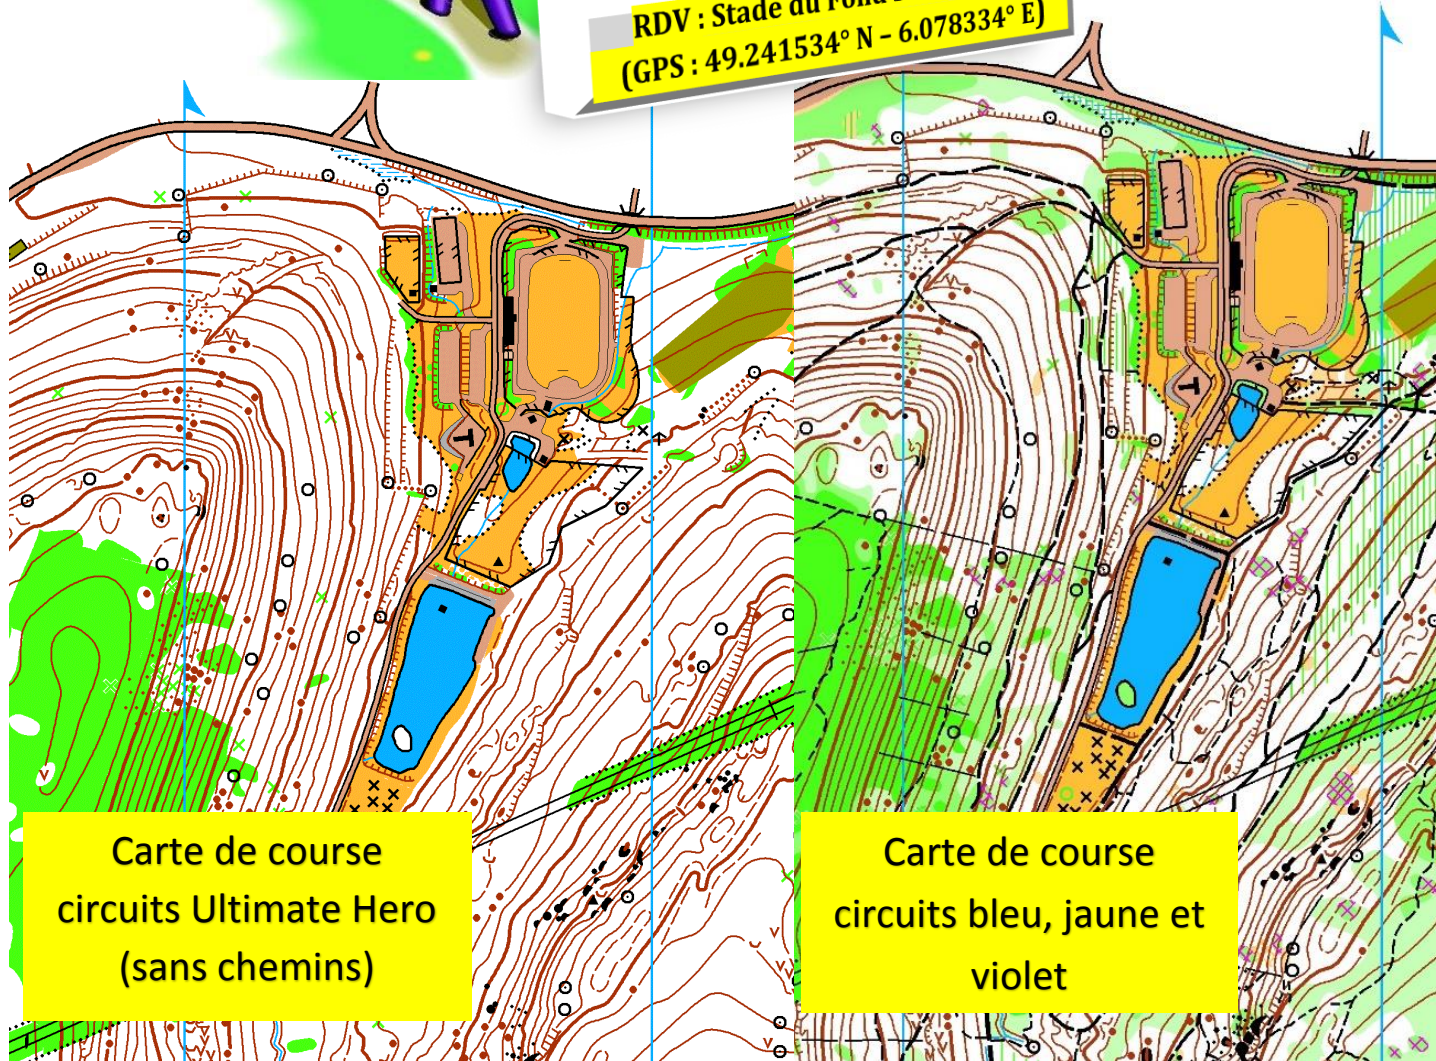 RDV : Stade du Fond
(GPS : 49.241534° N – 6.078334° E)
Carte de course
circuits Ultimate Hero
(sans chemins)
Carte de course
circuits bleu, jaune et
violet